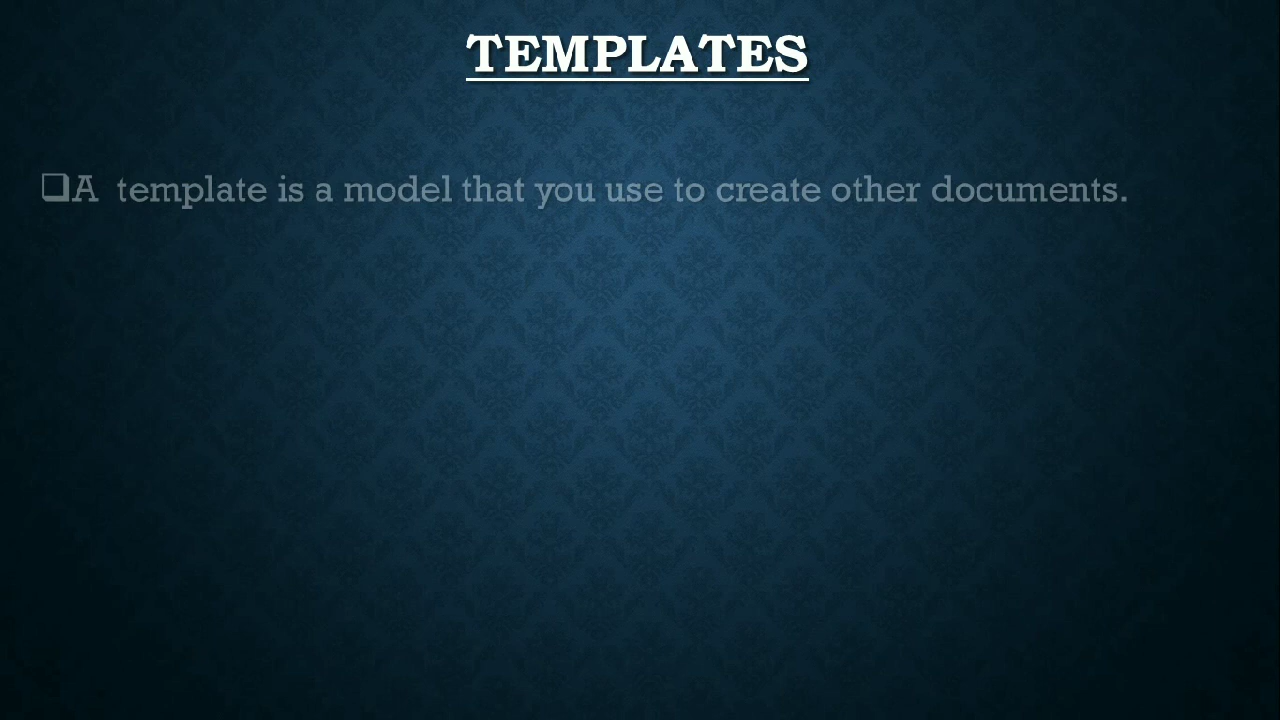 TEMPLATES
❑A template is a model that you use to create other documents.